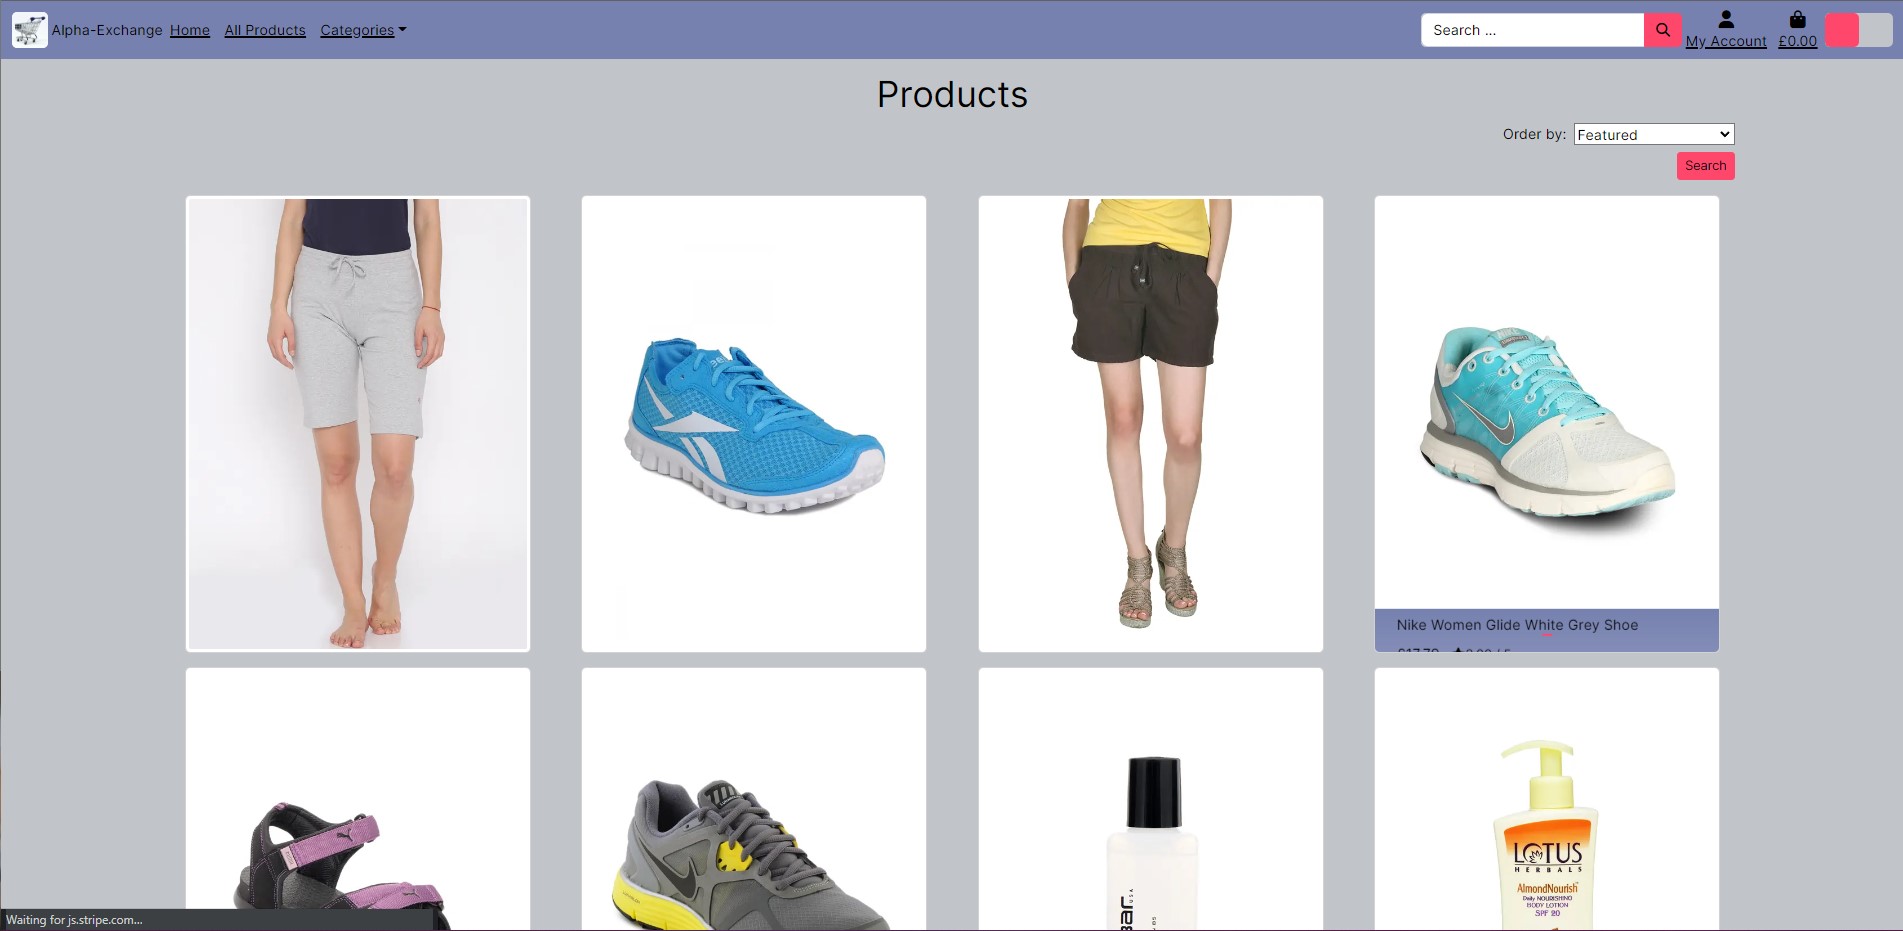 Alpha-Exchange Home All Products Categories Search ... My Account £0.00
Products
Order by: Featured
Search
Nike Women Glide White Grey Shoe
LOTUS
HERBALS
AlmondNourish
Daily NOURISHING
BODY LOTION
SPF 20
Waiting for js.stripe.com...